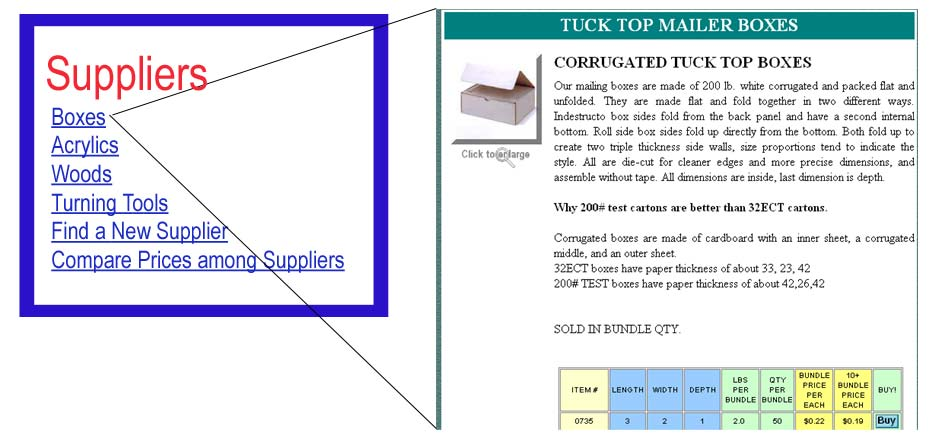 Suppliers
Boxes
Acrylics
Woods
Turning Tools
Find a New Supplier
Compare Prices among Suppliers
TUCK TOP MAILER BOXES
Click to enlarge
CORRUGATED TUCK TOP BOXES
Our mailing boxes are made of 200 lb. white corrugated and packed flat and
unfolded. They are made flat and fold together in two different ways.
Indestructo box sides fold from the back panel and have a second internal
bottom. Roll side box sides fold up directly from the bottom. Both fold up to
create two triple thickness side walls, size proportions tend to indicate the
style. All are die-cut for cleaner edges and more precise dimensions, and
assemble without tape. All dimensions are inside, last dimension is depth.
Why 200# test cartons are better than 32ECT cartons.
Corrugated boxes are made of cardboard with an inner sheet, a corrugated
middle, and an outer sheet.
32ECT boxes have paper thickness of about 33, 23, 42
200# TEST boxes have paper thickness of about 42,26,42
SOLD IN BUNDLE QTY.
ITEM # LENGTH WIDTH DEPTH LBS PER BUNDLE QTY PER BUNDLE BUNDLE PRICE PER EACH 10+ BUNDLE PRICE EACH BUY!
0735 3 2 1 2.0 50 $0.22 $0.19 Buy